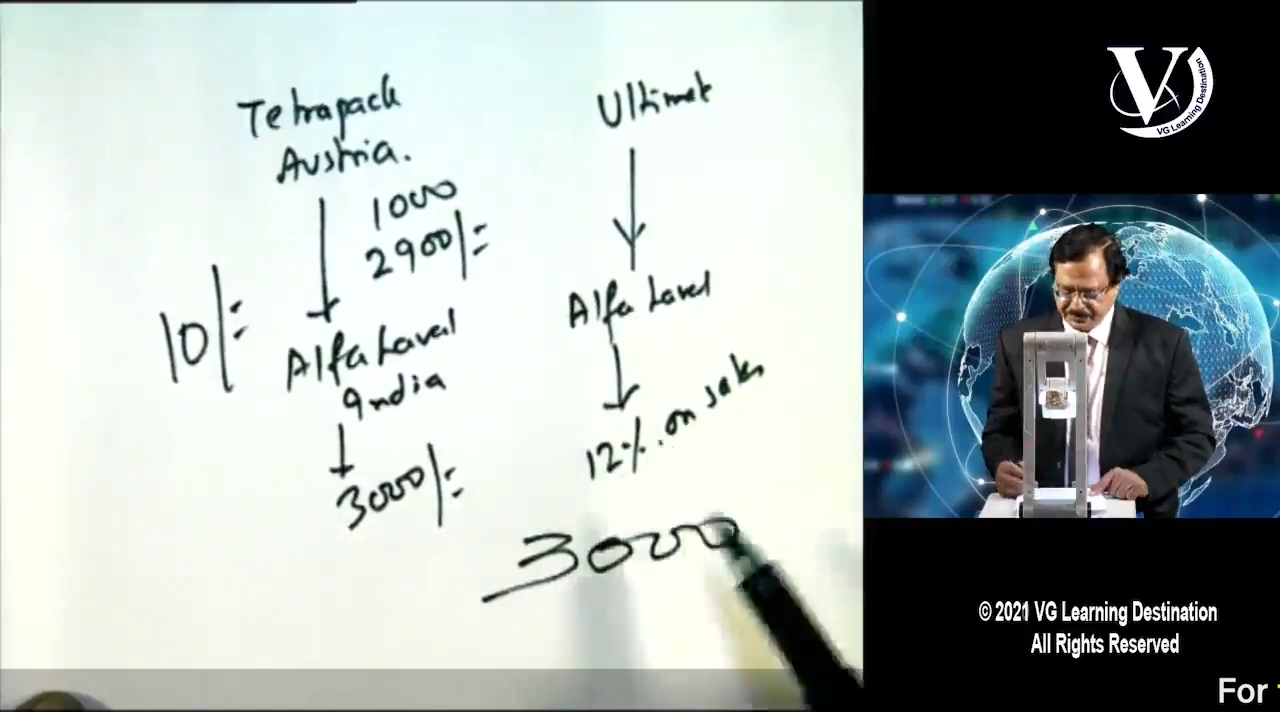 Tetrapack
Austria.
1000
2900/=
10/=
Alfa Laval
India
3000/=
Ultimate
Alfa Laval
12%. on sales
3000
V
VG Learning Destination
© 2021 VG Learning Destination
All Rights Reserved
For